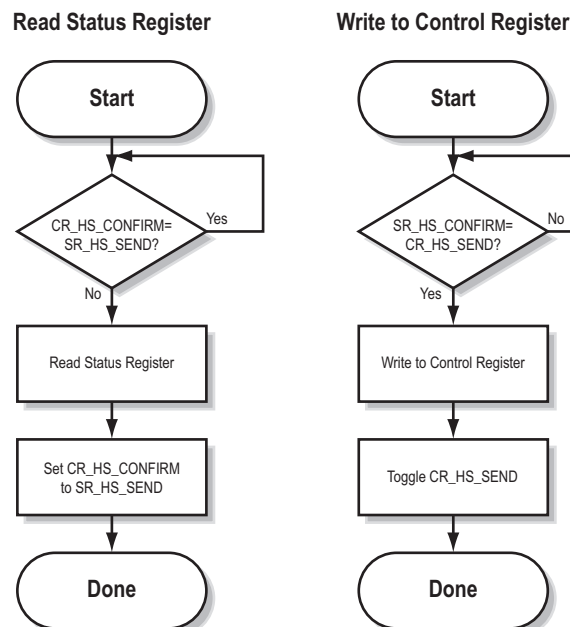 Read Status Register
Start
CR_HS_CONFIRM=
SR_HS_SEND?
Yes
No
Read Status Register
Set CR_HS_CONFIRM
to SR_HS_SEND
Done
Write to Control Register
Start
SR_HS_CONFIRM=
CR_HS_SEND?
No
Yes
Write to Control Register
Toggle CR_HS_SEND
Done